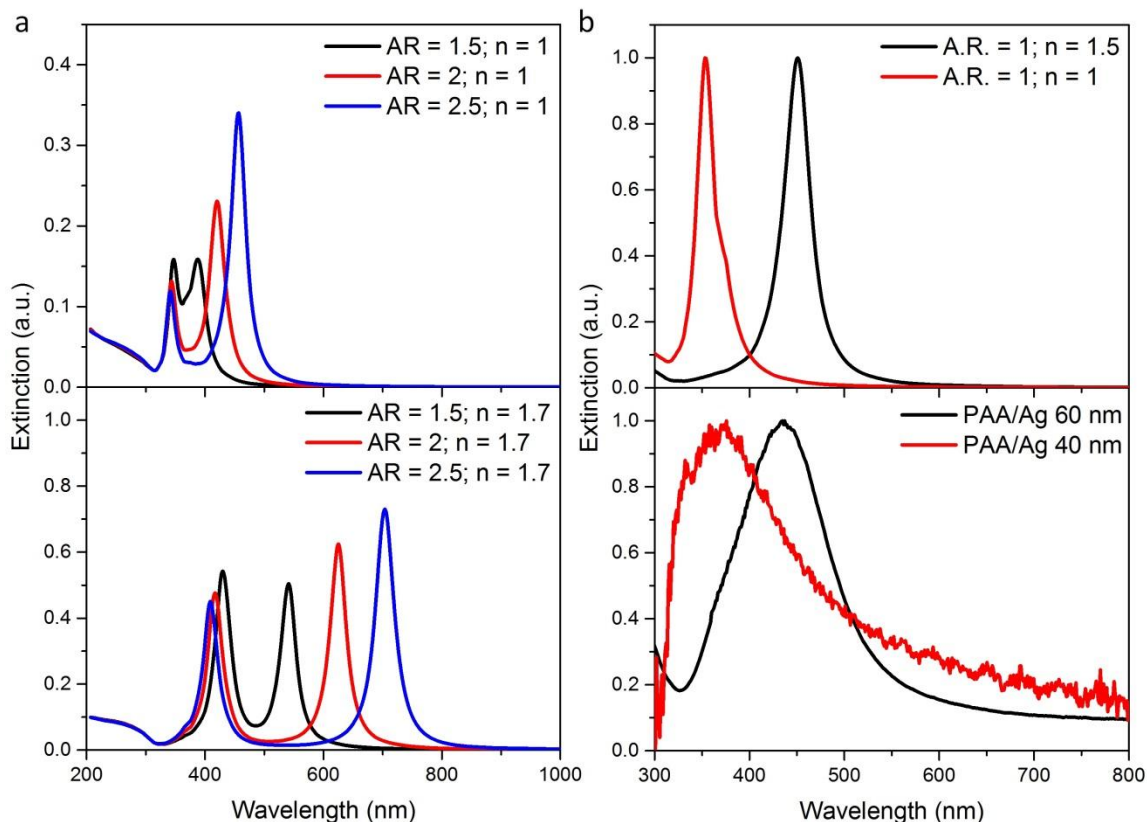 a
AR = 1.5; n = 1
AR = 2; n = 1
AR = 2.5; n = 1
0.4
0.3
0.2
0.1
0.0
Extinction (a.u.)
AR = 1.5; n = 1.7
AR = 2; n = 1.7
AR = 2.5; n = 1.7
1.0
0.8
0.6
0.4
0.2
0.0
Extinction (a.u.)
200 400 600 800 1000
Wavelength (nm)
b
A.R. = 1; n = 1.5
A.R. = 1; n = 1
1.0
0.8
0.6
0.4
0.2
0.0
Extinction (a.u.)
PAA/Ag 60 nm
PAA/Ag 40 nm
1.0
0.8
0.6
0.4
0.2
0.0
Extinction (a.u.)
300 400 500 600 700 800
Wavelength (nm)